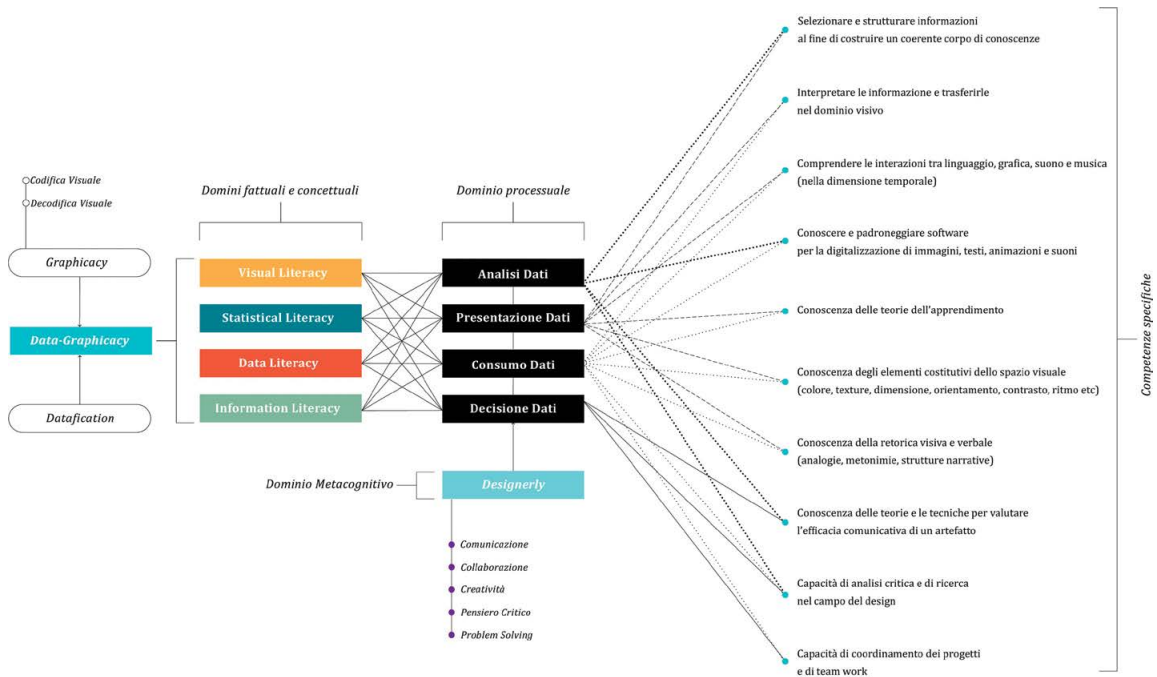 Codifica Visuale
Decodifica Visuale
Graphicacy
Data-Graphicacy
Datafication
Domini fattuali e concettuali
Visual Literacy
Statistical Literacy
Data Literacy
Information Literacy
Dominio processuale
Analisi Dati
Presentazione Dati
Consumo Dati
Decisione Dati
Dominio Metacognitivo
Designerly
Comunicazione
Collaborazione
Creatività
Pensiero Critico
Problem Solving
Selezionare e strutturare informazioni
al fine di costruire un coerente corpo di conoscenze
Interpretare le informazione e trasferirle
nel dominio visivo
Comprendere le interazioni tra linguaggio, grafica, suono e musica
(nella dimensione temporale)
Conoscere e padroneggiare software
per la digitalizzazione di immagini, testi, animazioni e suoni
Conoscenza delle teorie dell'apprendimento
Conoscenza degli elementi costitutivi dello spazio visuale
(colore, texture, dimensione, orientamento, contrasto, ritmo etc)
Conoscenza della retorica visiva e verbale
(analogie, metonimie, strutture narrative)
Conoscenza delle teorie e le tecniche per valutare
l'efficacia comunicativa di un artefatto
Capacità di analisi critica e di ricerca
nel campo del design
Capacità di coordinamento dei progetti
e di team work
Competenze specifiche